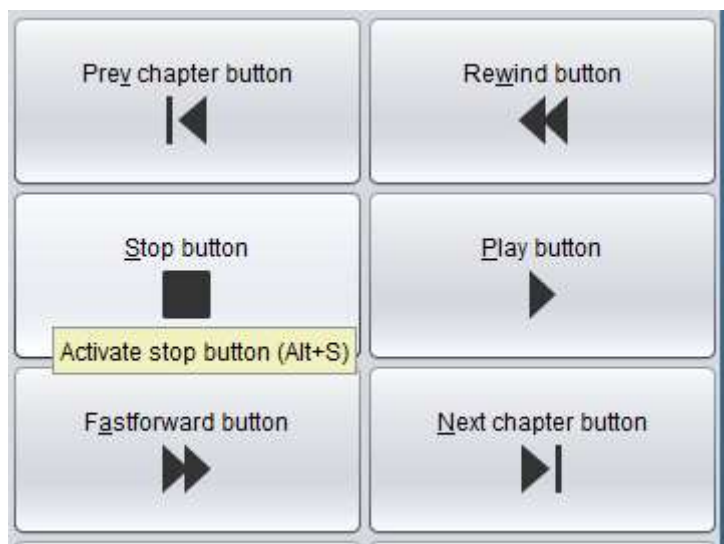 Prev chapter button
Rewind button
Stop button
Play button
Activate stop button (Alt+S)
Fastforward button
Next chapter button